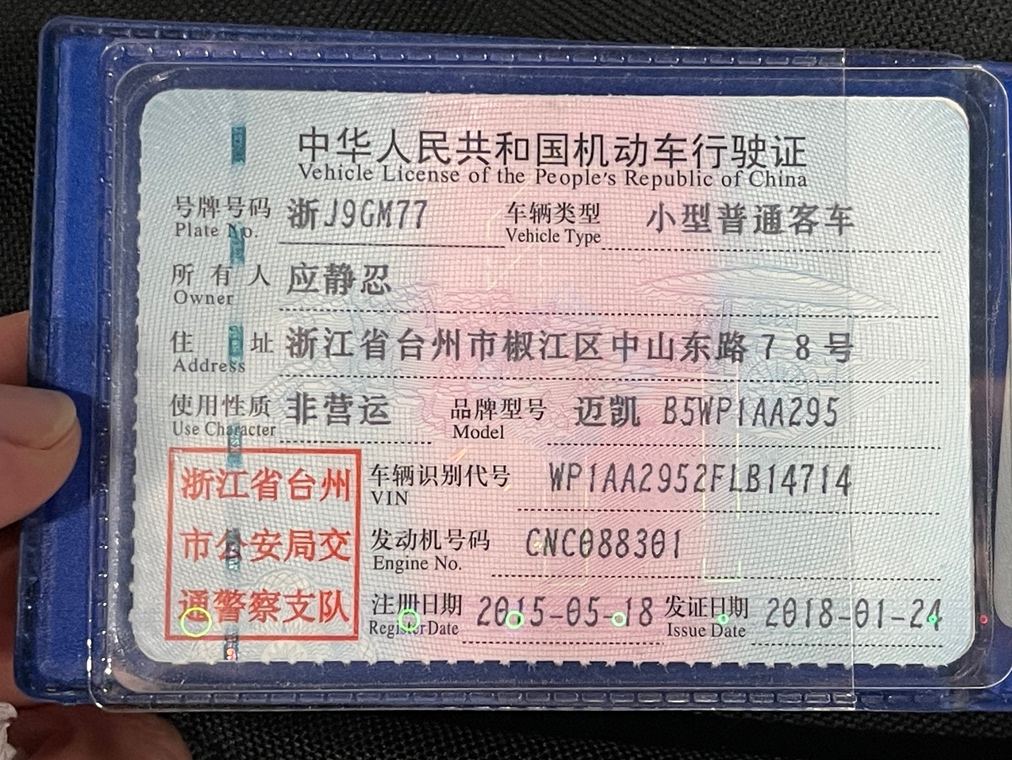 中华人民共和国机动车行驶证
Vehicle License of the People's Republic of China
号牌号码 浙J9GM77 车辆类型 小型普通客车
Plate No. Vehicle Type
所有人 应静忍
Owner
住址 浙江省台州市椒江区中山东路78号
Address
使用性质 非营运 品牌型号 迈凯 B5WP1AA295
Use Character Model
浙江省台州
市公安局交
通警察支队
车辆识别代号 WP1AA2952FLB14714
VIN
发动机号码 CNC088301
Engine No.
注册日期 2015-05-18 发证日期 2018-01-24
Register Date Issue Date